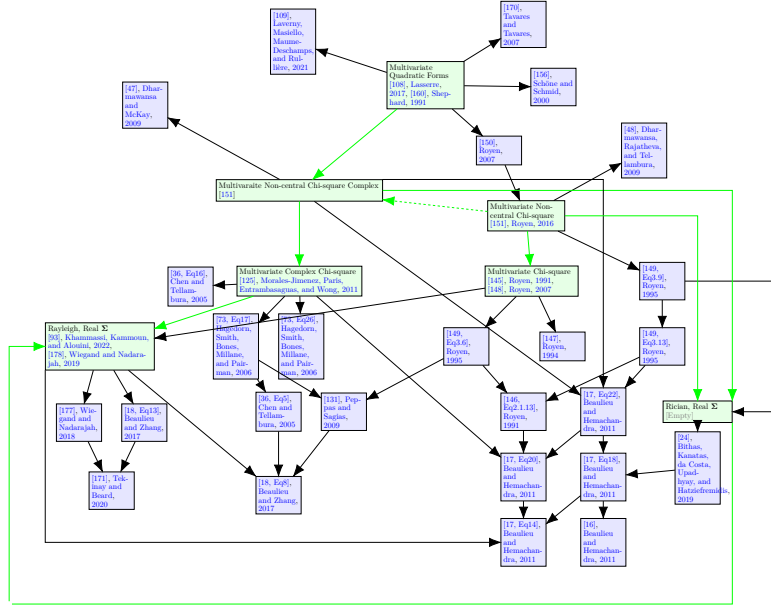 [109],
Laverny,
Masiello,
Maume-
Deschamps,
and Rul-
lière, 2021
[170],
Tavares
and
Tavares,
2007
Multivariate
Quadratic Forms
[108], Lasserre,
2017, [160], Shep-
hard, 1991
[156],
Schöne and
Schmid,
2000
[47], Dhar-
mawansa
and
McKay,
2009
[150],
Royen,
2007
[48], Dhar-
mawansa,
Rajatheva,
and Tel-
lambura,
2009
Multivaraite Non-central Chi-square Complex
[151]
Multivariate Non-
central Chi-square
[151], Royen, 2016
[36, Eq16],
Chen and
Tellam-
bura, 2005
Multivariate Complex Chi-square
[125], Morales-Jimenez, Paris,
Entrambasaguas, and Wong, 2011
Multivariate Chi-square
[145], Royen, 1991,
[148], Royen, 2007
[149,
Eq3.9],
Royen,
1995
Rayleigh, Real Σ
[93], Khammassi, Kammoun,
and Alouini, 2022,
[178], Wiegand and Nadara-
jah, 2019
[73, Eq17],
Hagedorn,
Smith,
Bones,
Millane,
and Pair-
man, 2006
[73, Eq26],
Hagedorn,
Smith,
Bones,
Millane,
and Pair-
man, 2006
[149,
Eq3.6],
Royen,
1995
[147],
Royen,
1994
[149,
Eq3.13],
Royen,
1995
[177], Wie-
gand and
Nadarajah,
2018
[18, Eq13],
Beaulieu
and Zhang,
2017
[36, Eq5],
Chen and
Tellam-
bura, 2005
[131], Pep-
pas and
Sagias,
2009
[146,
Eq2.1.13],
Royen,
1991
[17, Eq22],
Beaulieu
and
Hemachan-
dra, 2011
Rician, Real Σ
[Empty]
[171], Tek-
inay and
Beard,
2020
[18, Eq8],
Beaulieu
and Zhang,
2017
[17, Eq20],
Beaulieu
and
Hemachan-
dra, 2011
[17, Eq18],
Beaulieu
and
Hemachan-
dra, 2011
[24],
Bithas,
Kanatas,
da Costa,
Upad-
hyay, and
Hatziefremidis,
2019
[17, Eq14],
Beaulieu
and
Hemachan-
dra, 2011
[16],
Beaulieu
and
Hemachan-
dra, 2011